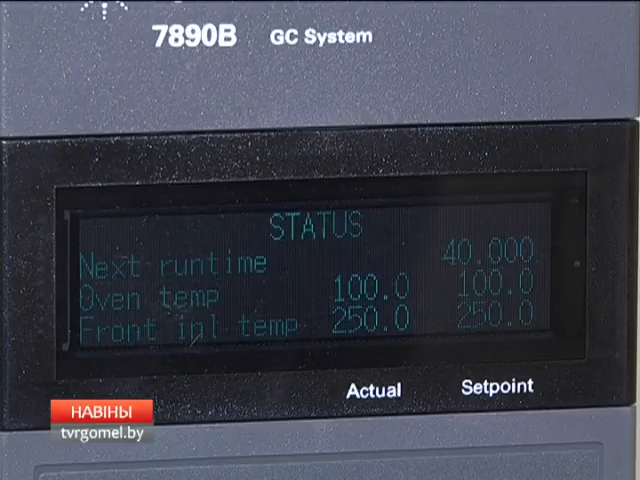 7890B GC System
STATUS
Next runtime 40.000
Oven temp 100.0 100.0
Front inl temp 250.0 250.0
Actual Setpoint
НАВІНЫ
tvrgomel.by